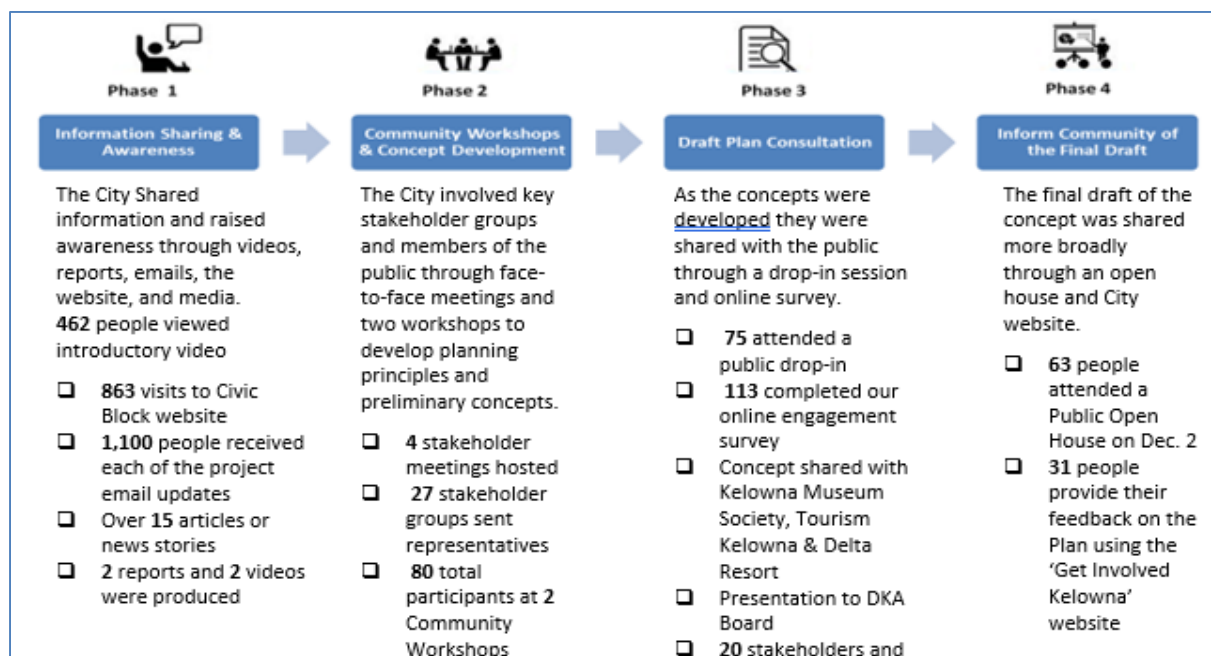 Phase 1
Information Sharing &
Awareness
The City Shared
information and raised
awareness through videos,
reports, emails, the
website, and media.
462 people viewed
introductory video
❑ 863 visits to Civic
Block website
❑ 1,100 people received
each of the project
email updates
❑ Over 15 articles or
news stories
❑ 2 reports and 2 videos
were produced
Phase 2
Community Workshops
& Concept Development
The City involved key
stakeholder groups
and members of the
public through face-
to-face meetings and
two workshops to
develop planning
principles and
preliminary concepts.
❑ 4 stakeholder
meetings hosted
❑ 27 stakeholder
groups sent
representatives
❑ 80 total
participants at 2
Community
Workshops
Phase 3
Draft Plan Consultation
As the concepts were
developed they were
shared with the public
through a drop-in session
and online survey.
❑ 75 attended a
public drop-in
❑ 113 completed our
online engagement
survey
❑ Concept shared with
Kelowna Museum
Society, Tourism
Kelowna & Delta
Resort
❑ Presentation to DKA
Board
❑ 20 stakeholders and
Phase 4
Inform Community of
the Final Draft
The final draft of the
concept was shared
more broadly
through an open
house and City
website.
❑ 63 people
attended a
Public Open
House on Dec. 2
❑ 31 people
provide their
feedback on the
Plan using the
‘Get Involved
Kelowna’
website